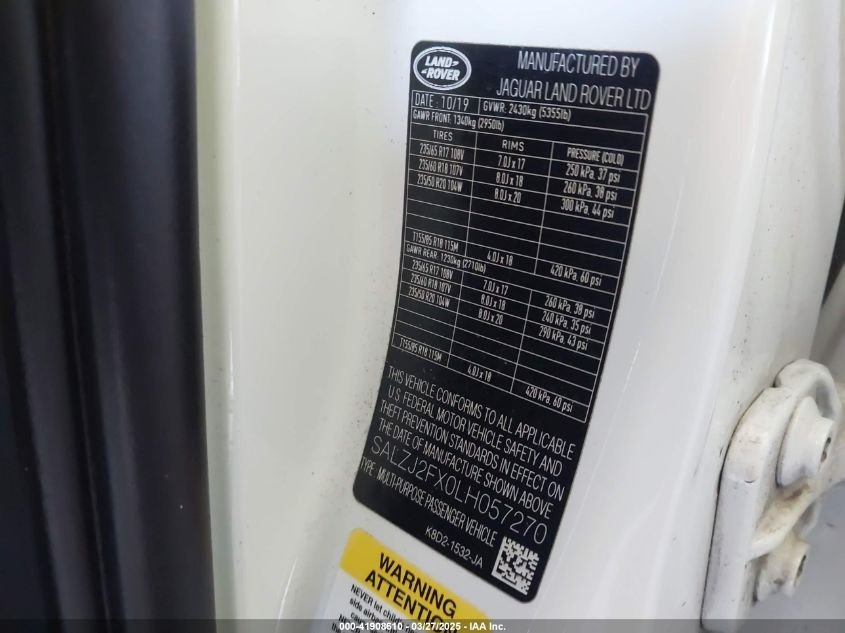 LAND
ROVER
MANUFACTURED BY
JAGUAR LAND ROVER LTD
DATE : 10/19 GVWR: 2430kg (5355lb)
GAWR FRONT: 1340kg (2950lb)
TIRES RIMS PRESSURE (COLD)
235/65 R17 108V 7.0J x 17 250 kPa, 37 psi
235/60 R18 107V 8.0J x 18 260 kPa, 38 psi
235/50 R20 104W 8.0J x 20 300 kPa, 44 psi
T155/85 R18 115M 4.0J x 18 420 kPa, 60 psi
GAWR REAR: 1230kg (2710lb)
235/65 R17 108V 7.0J x 17 260 kPa, 38 psi
235/60 R18 107V 8.0J x 18 240 kPa, 35 psi
235/50 R20 104W 8.0J x 20 290 kPa, 43 psi
T155/85 R18 115M 4.0J x 18 420 kPa, 60 psi
THIS VEHICLE CONFORMS TO ALL APPLICABLE
U.S. FEDERAL MOTOR VEHICLE SAFETY AND
THEFT PREVENTION STANDARDS IN EFFECT ON
THE DATE OF MANUFACTURE SHOWN ABOVE
SALZJ2FX0LH057270
TYPE: MULTI-PURPOSE PASSENGER VEHICLE
K8D2-1532-JA
WARNING
ATTENTION
NEVER let
side
000-41908610 - 03/27/2025 - IAA Inc.